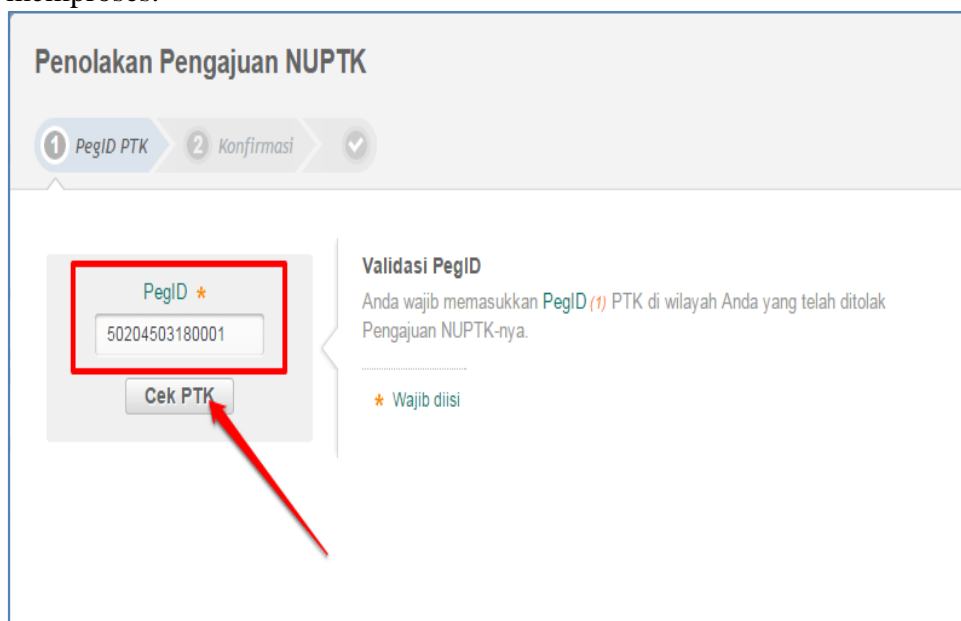 memproses.
Penolakan Pengajuan NUPTK
1 PegID PTK 2 Konfirmasi
PegID *
50204503180001
Cek PTK
Validasi PegID
Anda wajib memasukkan PegID (1) PTK di wilayah Anda yang telah ditolak
Pengajuan NUPTK-nya.
* Wajib diisi